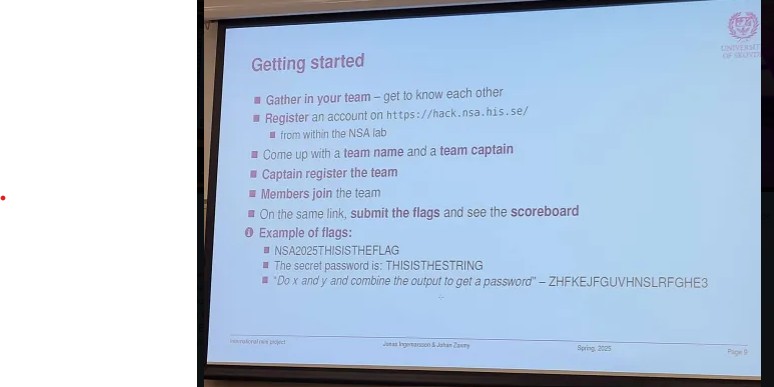 UNIVERSITY
OF SKÖVDE
Getting started
Gather in your team – get to know each other
Register an account on https://hack.nsa.his.se/
from within the NSA lab
Come up with a team name and a team captain
Captain register the team
Members join the team
On the same link, submit the flags and see the scoreboard
Example of flags:
NSA2025THISISTHEFLAG
The secret password is: THISISTHESTRING
"Do x and y and combine the output to get a password" – ZHFKEJFGUVHNSLRFGHE3
International mini project
Jonas Ingemarsson & Johan Zaxmy
Spring, 2025
Page 9